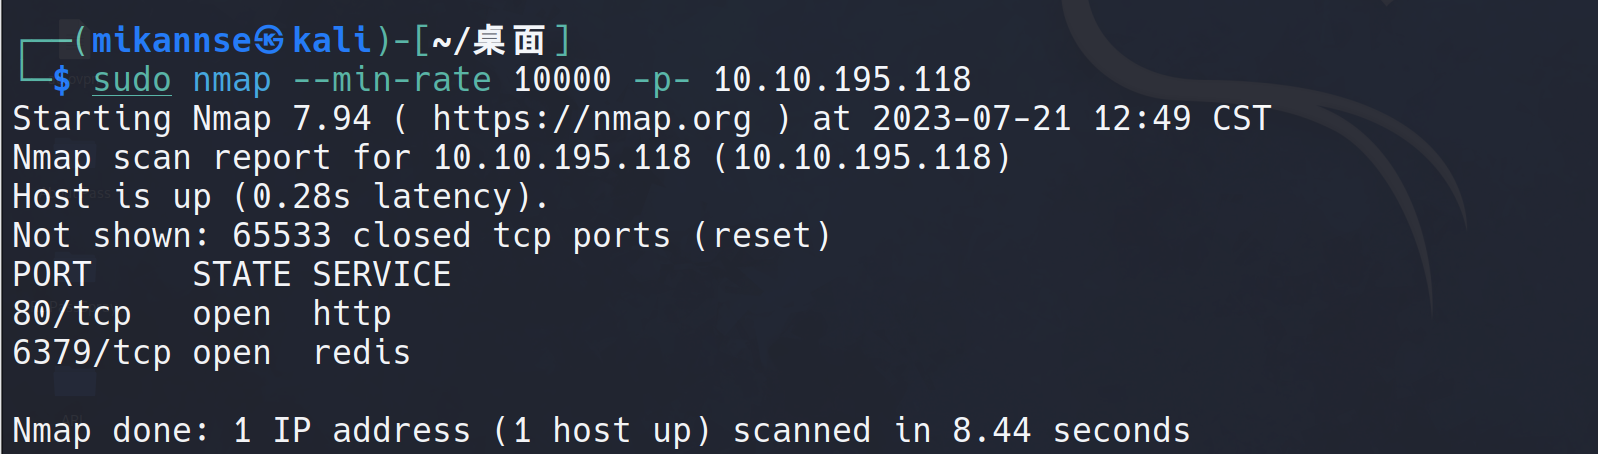 ┌──(mikannse㉿kali)-[~/桌面]
└─$ sudo nmap --min-rate 10000 -p- 10.10.195.118
Starting Nmap 7.94 ( https://nmap.org ) at 2023-07-21 12:49 CST
Nmap scan report for 10.10.195.118 (10.10.195.118)
Host is up (0.28s latency).
Not shown: 65533 closed tcp ports (reset)
PORT     STATE SERVICE
80/tcp   open  http
6379/tcp open  redis
Nmap done: 1 IP address (1 host up) scanned in 8.44 seconds